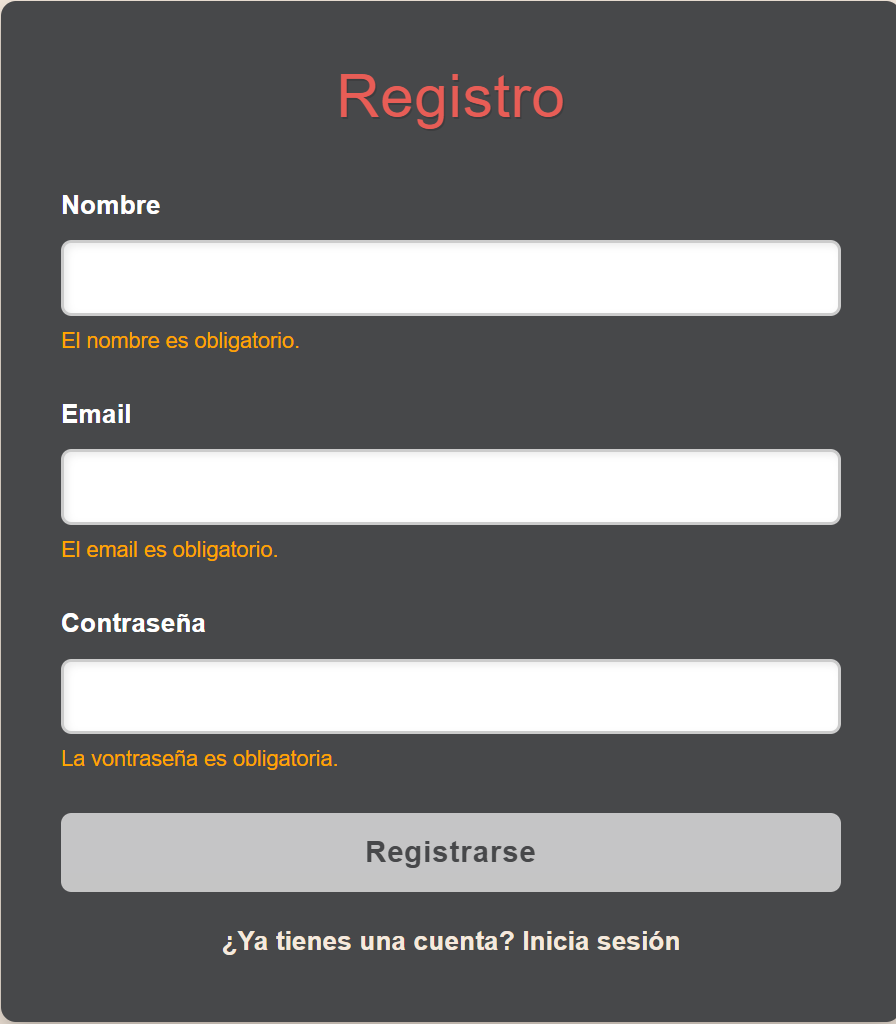 Registro
Nombre
El nombre es obligatorio.
Email
El email es obligatorio.
Contraseña
La vontraseña es obligatoria.
Registrarse
¿Ya tienes una cuenta? Inicia sesión